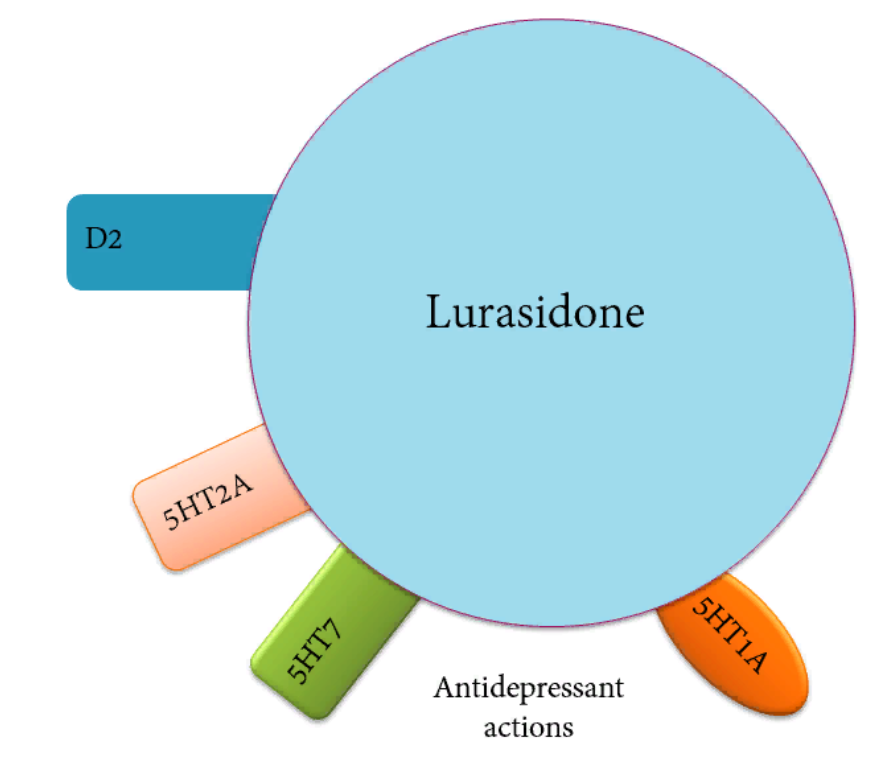 D2
Lurasidone
5HT2A
5HT7
5HT1A
Antidepressant
actions